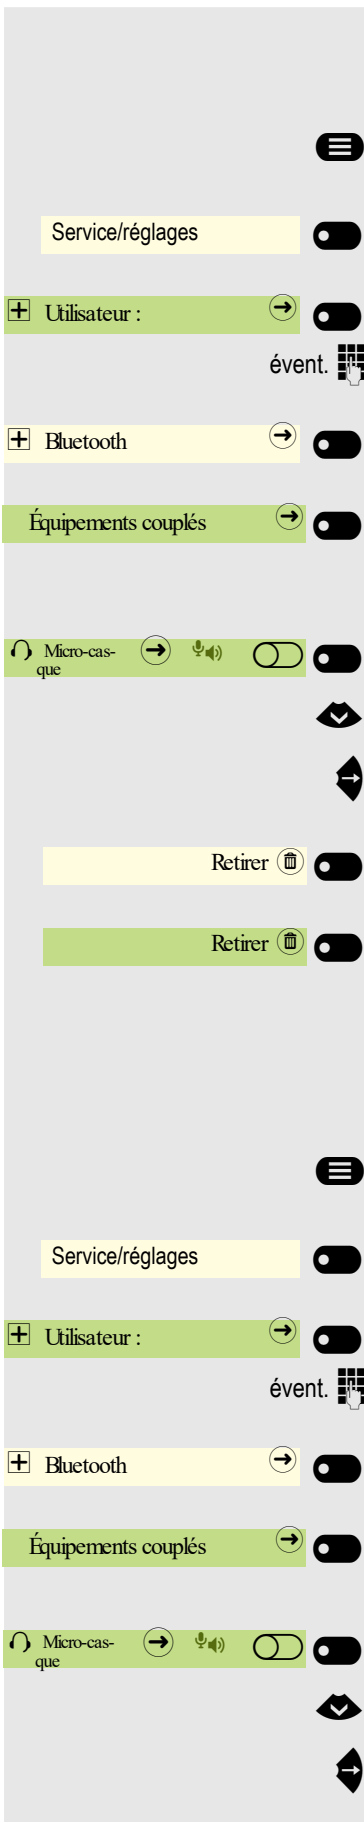 Service/réglages
Utilisateur :
évent.
Bluetooth
Équipements couplés
Micro-cas-
que
Retirer
Retirer
Service/réglages
Utilisateur :
évent.
Bluetooth
Équipements couplés
Micro-cas-
que